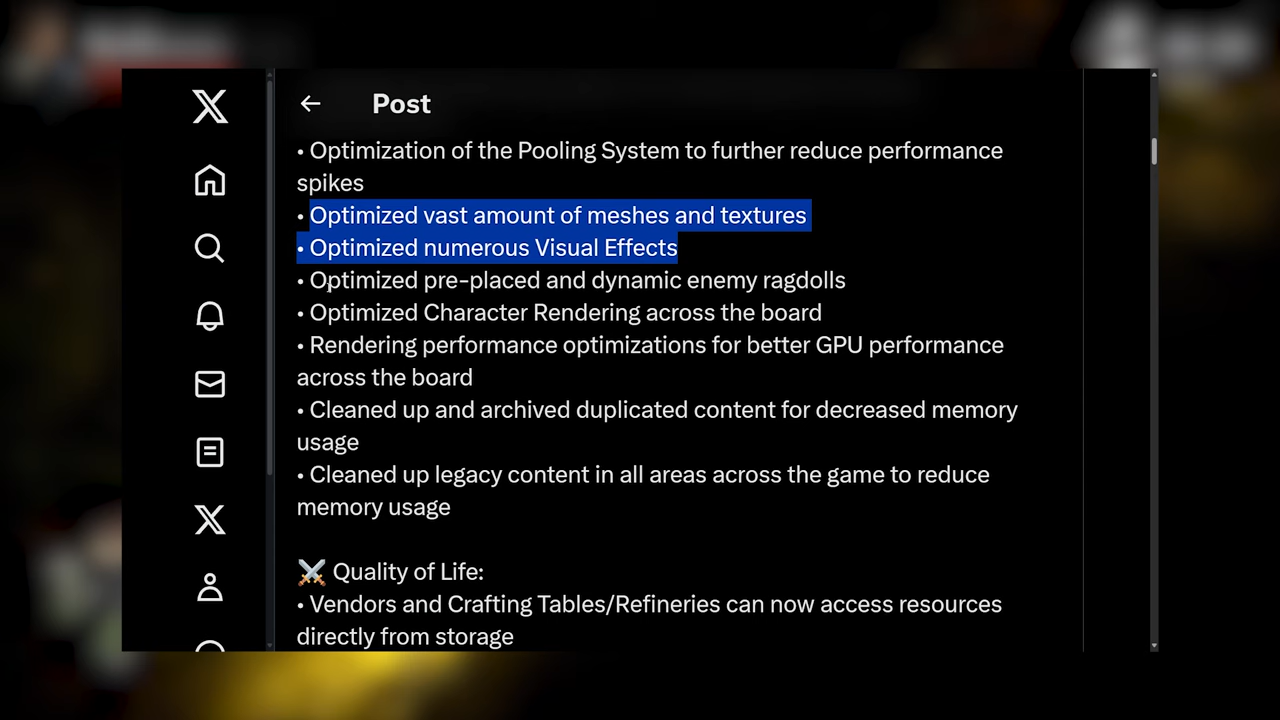 Post
• Optimization of the Pooling System to further reduce performance
spikes
• Optimized vast amount of meshes and textures
• Optimized numerous Visual Effects
• Optimized pre-placed and dynamic enemy ragdolls
• Optimized Character Rendering across the board
• Rendering performance optimizations for better GPU performance
across the board
• Cleaned up and archived duplicated content for decreased memory
usage
• Cleaned up legacy content in all areas across the game to reduce
memory usage
⚔️ Quality of Life:
• Vendors and Crafting Tables/Refineries can now access resources
directly from storage